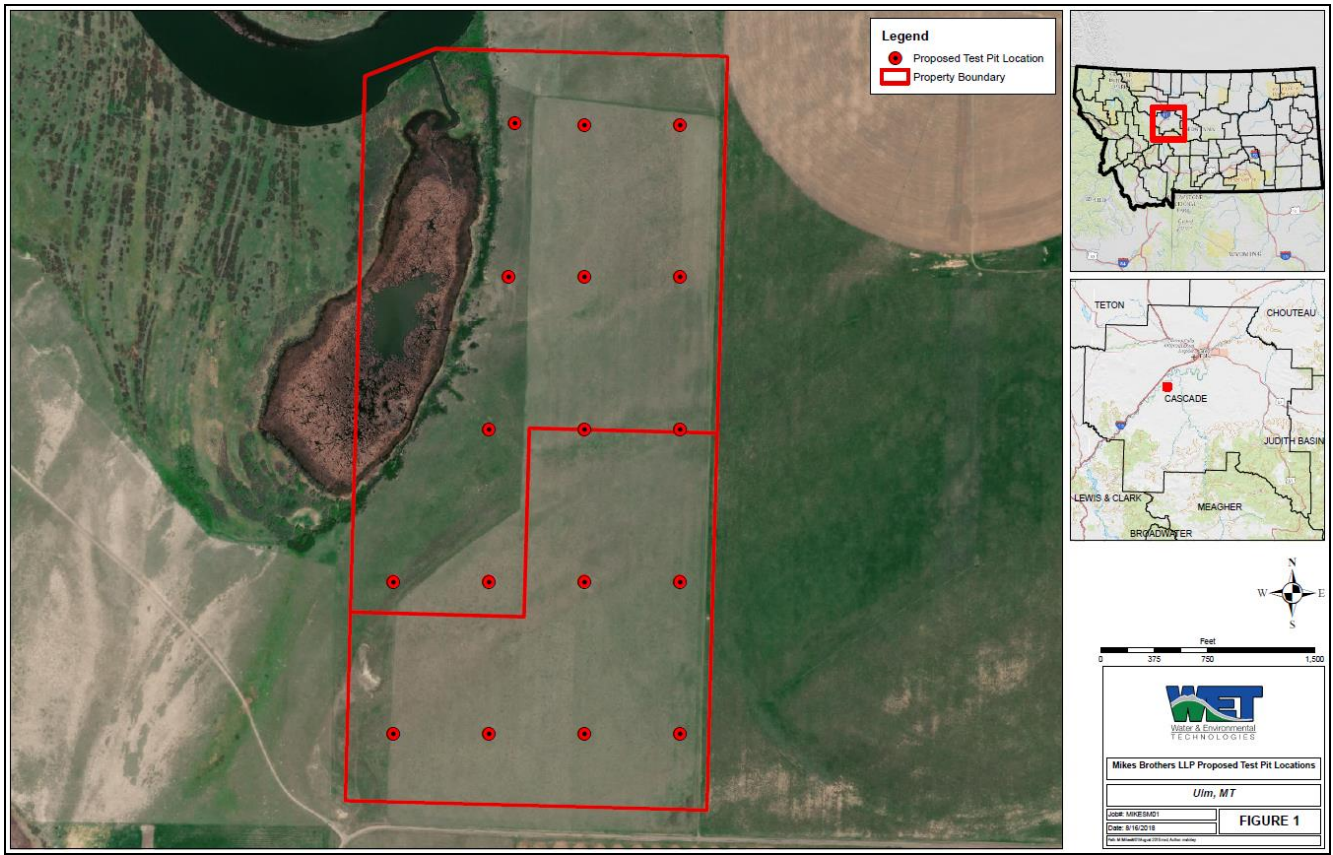 Legend
Proposed Test Pit Location
Property Boundary
TETON
CHOUTEAU
CASCADE
JUDITH BASIN
LEWIS & CLARK
MEAGHER
BROADWATER
N
W E
S
Feet
0 375 750 1,500
WET
Water & Environmental
TECHNOLOGIES
Mikes Brothers LLP Proposed Test Pit Locations
Ulm, MT
Job#: MIKESM01
Date: 8/16/2018
FIGURE 1